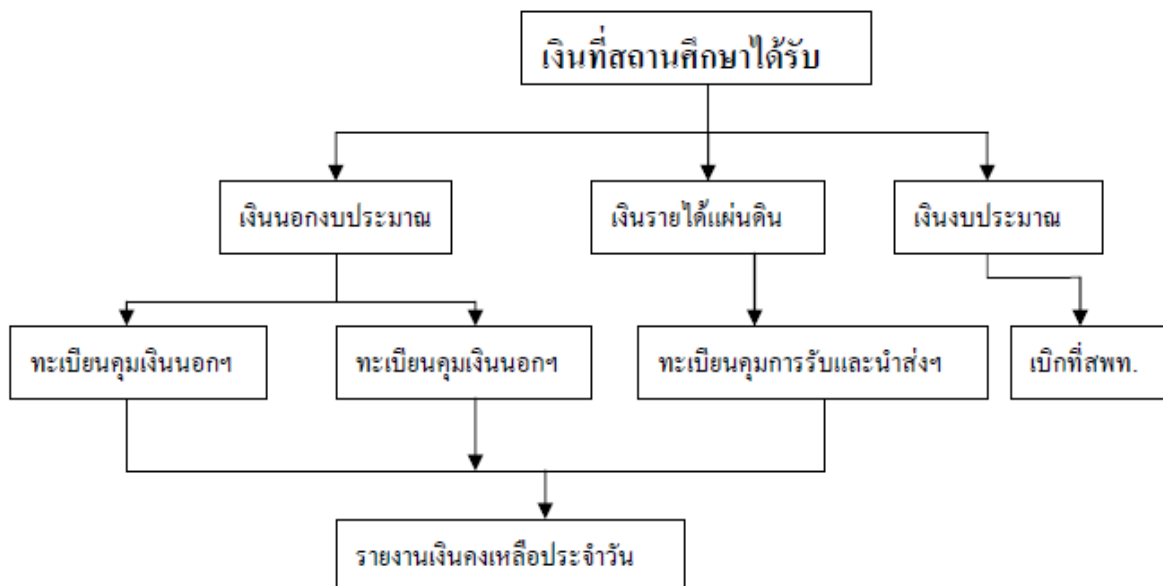 เงินที่สถานศึกษาได้รับ
เงินนอกงบประมาณ
เงินรายได้แผ่นดิน
เงินงบประมาณ
ทะเบียนคุมเงินนอกฯ
ทะเบียนคุมเงินนอกฯ
ทะเบียนคุมการรับและนำส่งฯ
เบิกที่สพท.
รายงานเงินคงเหลือประจำวัน